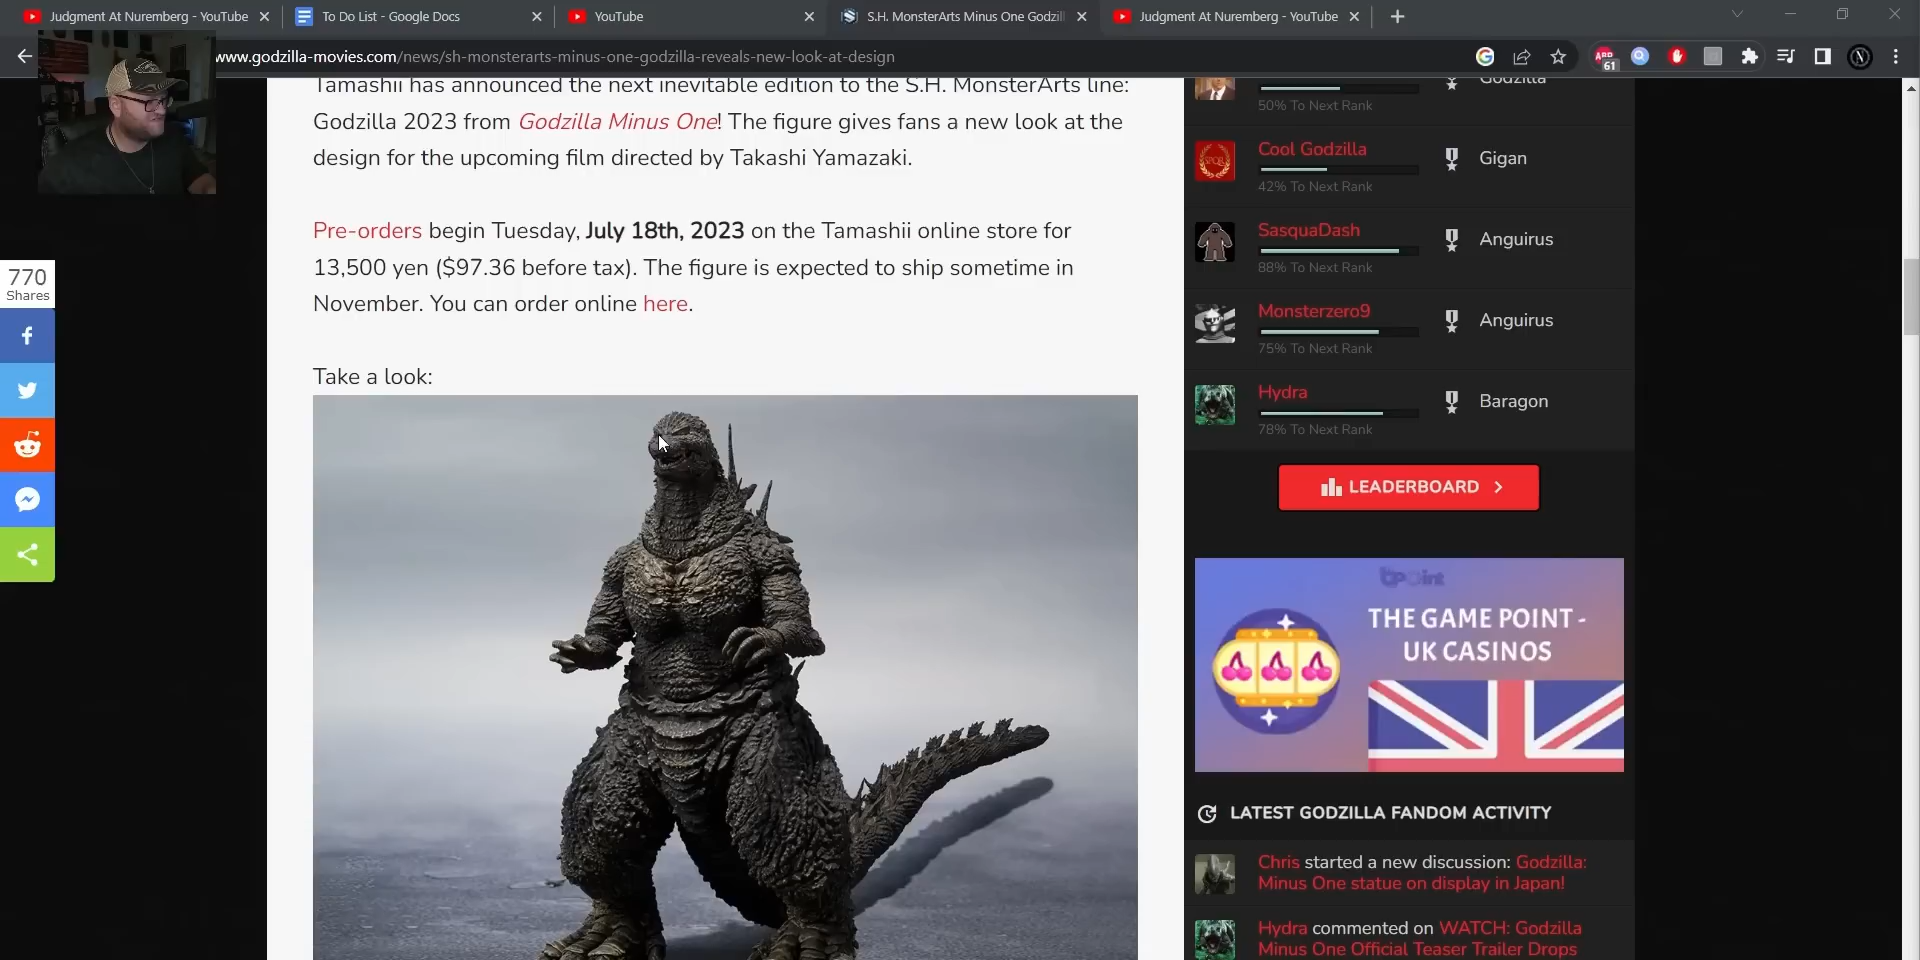 Judgment At Nuremberg - YouTube
To Do List - Google Docs
YouTube
S.H. MonsterArts Minus One Godzil
Judgment At Nuremberg - YouTube
www.godzilla-movies.com/news/sh-monsterarts-minus-one-godzilla-reveals-new-look-at-design
ABP
61
N
Tamashii has announced the next inevitable edition to the S.H. MonsterArts line:
Godzilla 2023 from Godzilla Minus One! The figure gives fans a new look at the
design for the upcoming film directed by Takashi Yamazaki.
Pre-orders begin Tuesday, July 18th, 2023 on the Tamashii online store for
13,500 yen ($97.36 before tax). The figure is expected to ship sometime in
November. You can order online here.
Take a look:
770
Shares
Godzilla
50% To Next Rank
Cool Godzilla
Gigan
42% To Next Rank
SasquaDash
Anguirus
88% To Next Rank
Monsterzero9
Anguirus
75% To Next Rank
Hydra
Baragon
78% To Next Rank
LEADERBOARD
THE GAME POINT -
UK CASINOS
LATEST GODZILLA FANDOM ACTIVITY
Chris started a new discussion: Godzilla:
Minus One statue on display in Japan!
Hydra commented on WATCH: Godzilla
Minus One Official Teaser Trailer Drops